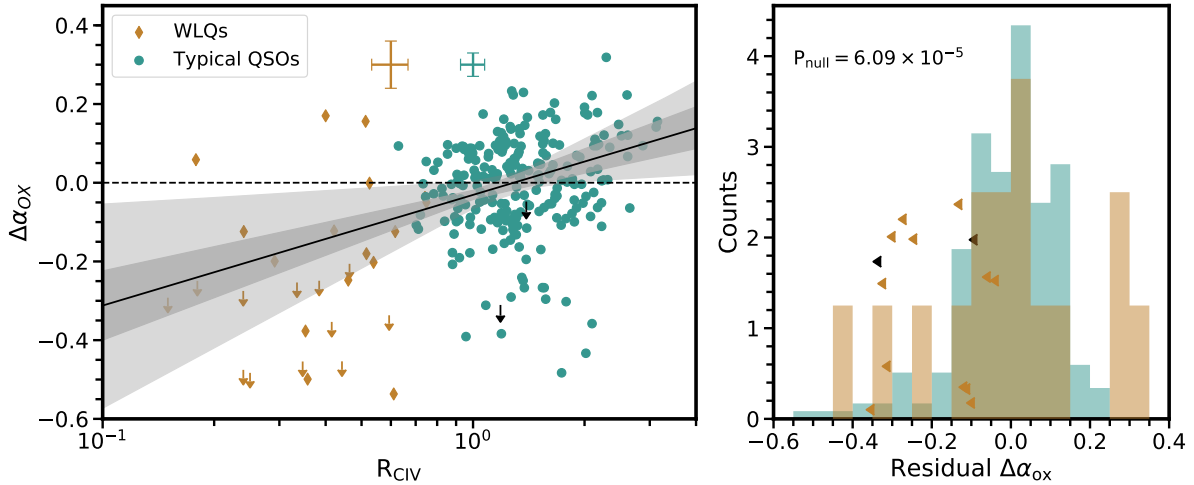 WLQs
Typical QSOs
0.4
0.2
0.0
−0.2
−0.4
−0.6
Δα_OX
10⁻¹
10⁰
R_CIV
P_null = 6.09 × 10⁻⁵
4
3
2
1
0
Counts
−0.6
−0.4
−0.2
0.0
0.2
0.4
Residual Δα_ox